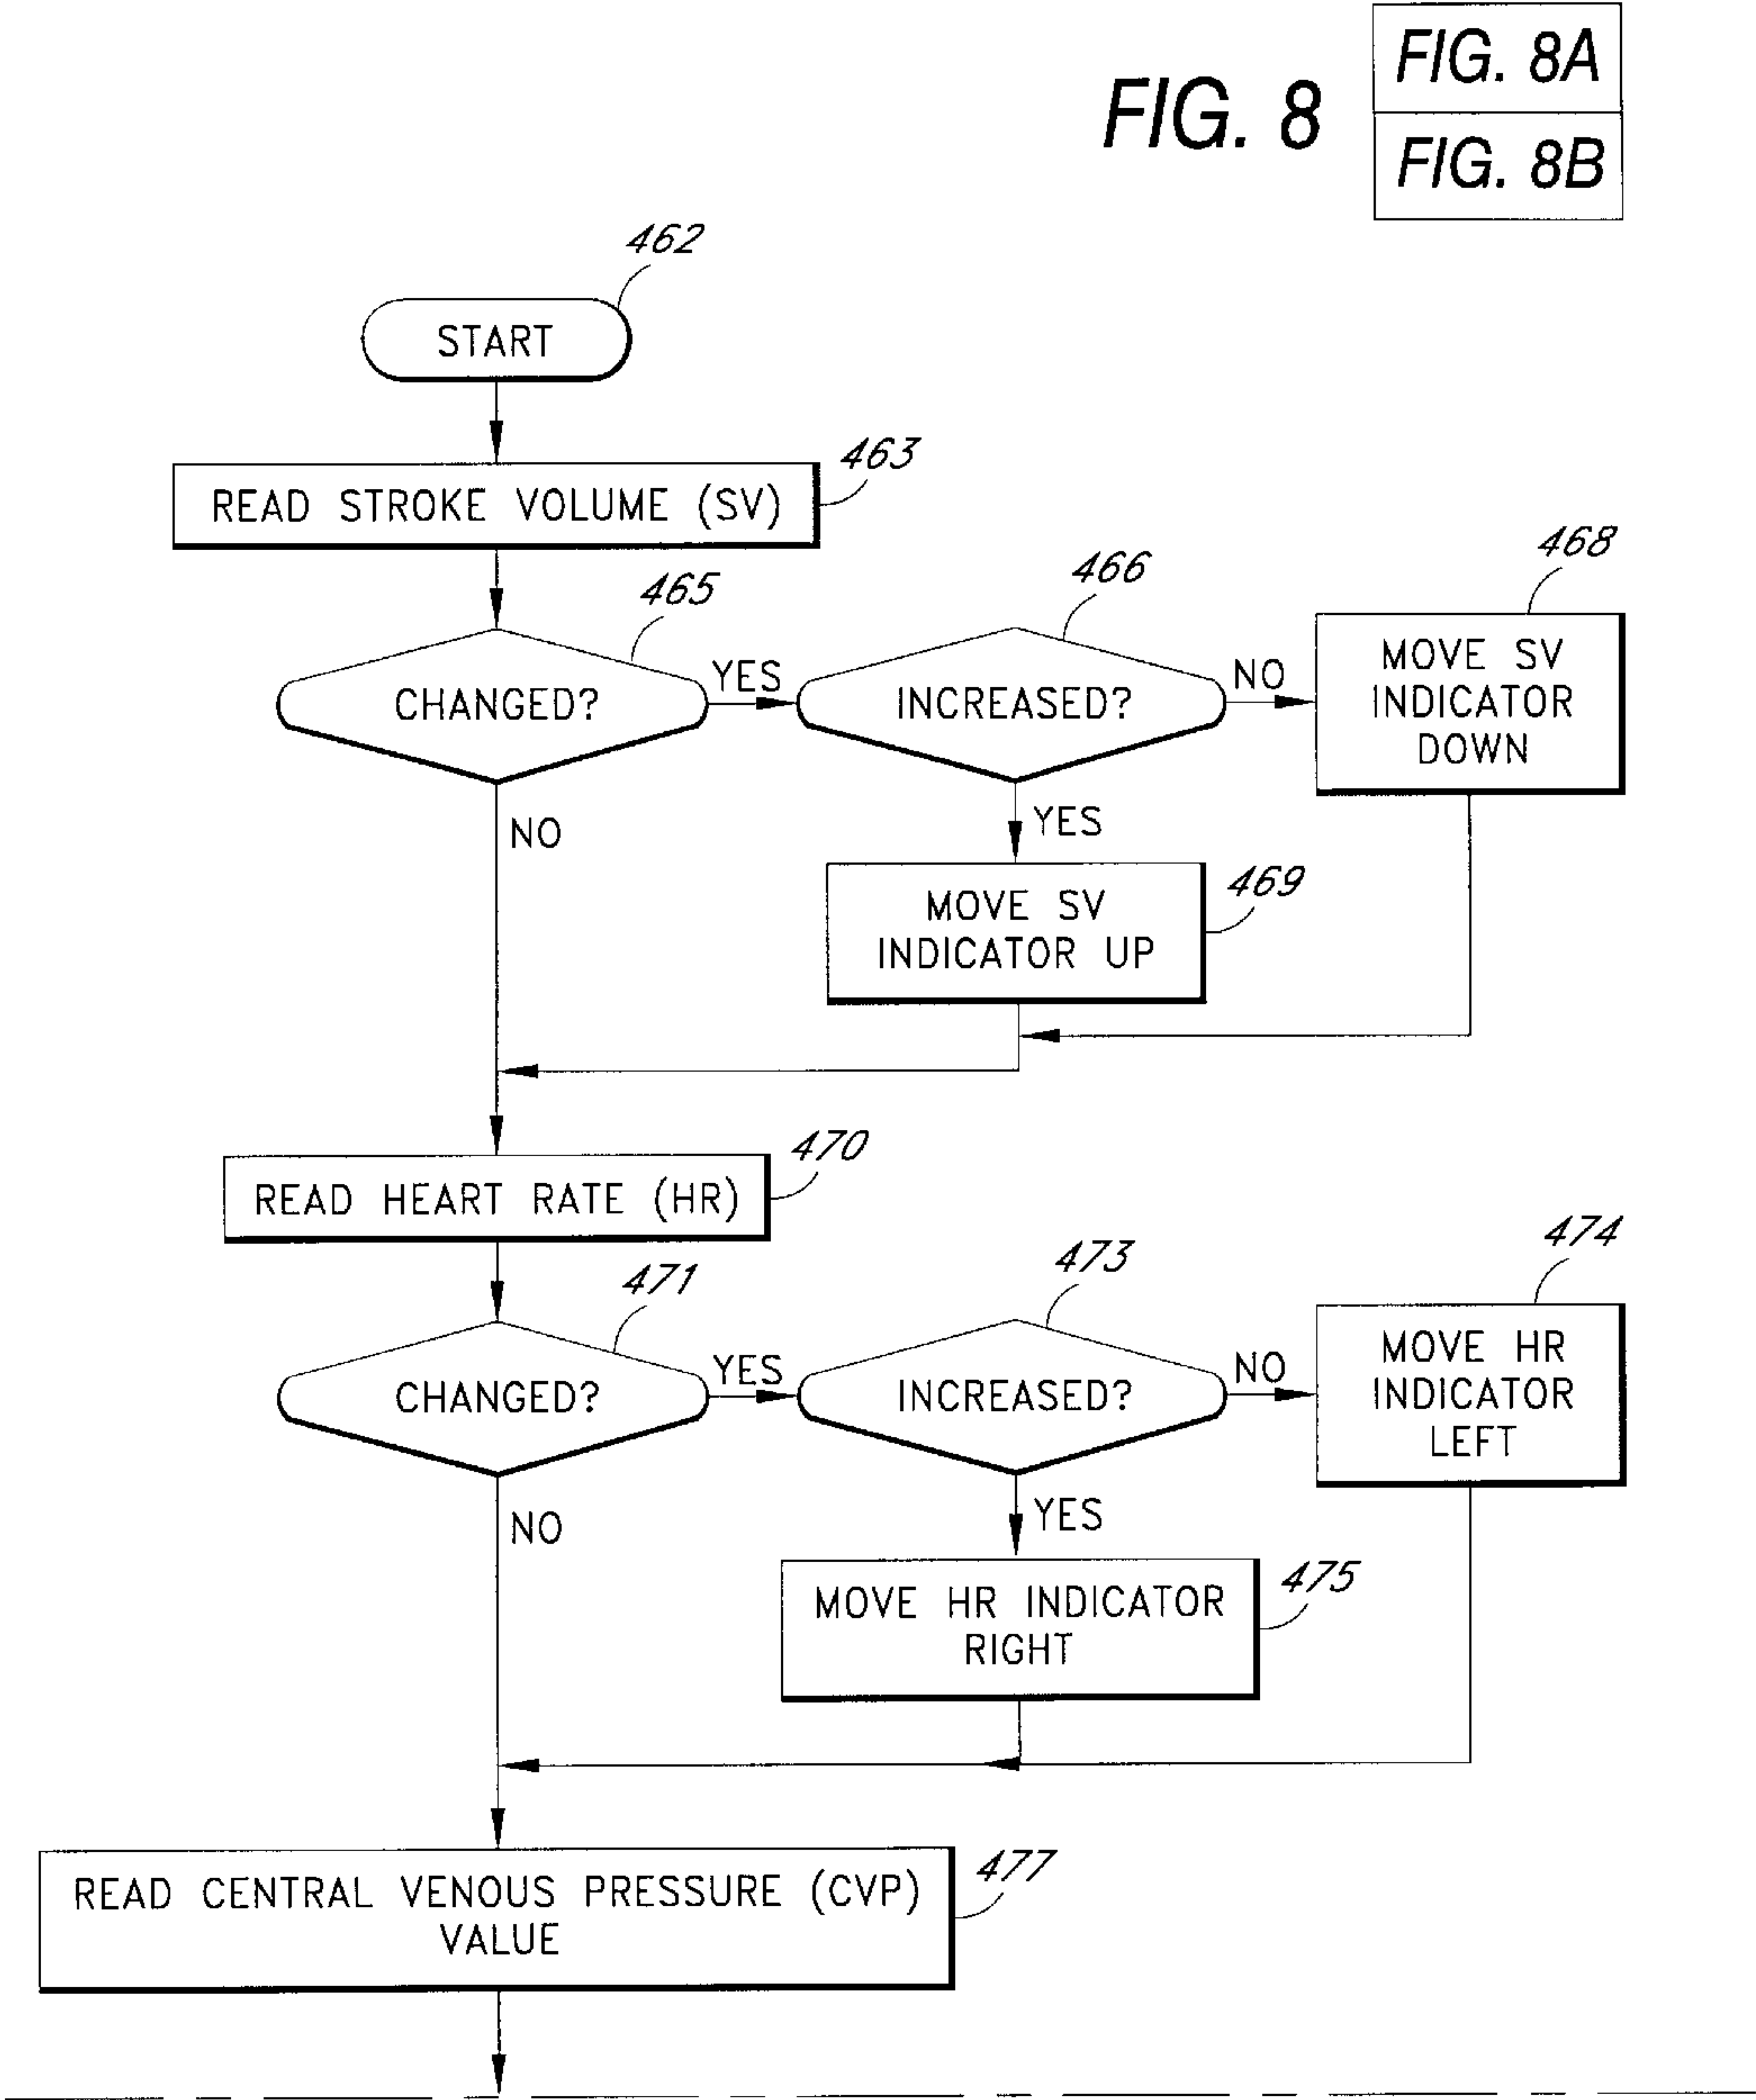 FIG. 8
FIG. 8A
FIG. 8B
462
START
463
READ STROKE VOLUME (SV)
465
CHANGED?
YES
466
INCREASED?
NO
468
MOVE SV
INDICATOR
DOWN
NO
YES
469
MOVE SV
INDICATOR UP
470
READ HEART RATE (HR)
471
CHANGED?
YES
473
INCREASED?
NO
474
MOVE HR
INDICATOR
LEFT
NO
YES
475
MOVE HR INDICATOR
RIGHT
477
READ CENTRAL VENOUS PRESSURE (CVP)
VALUE